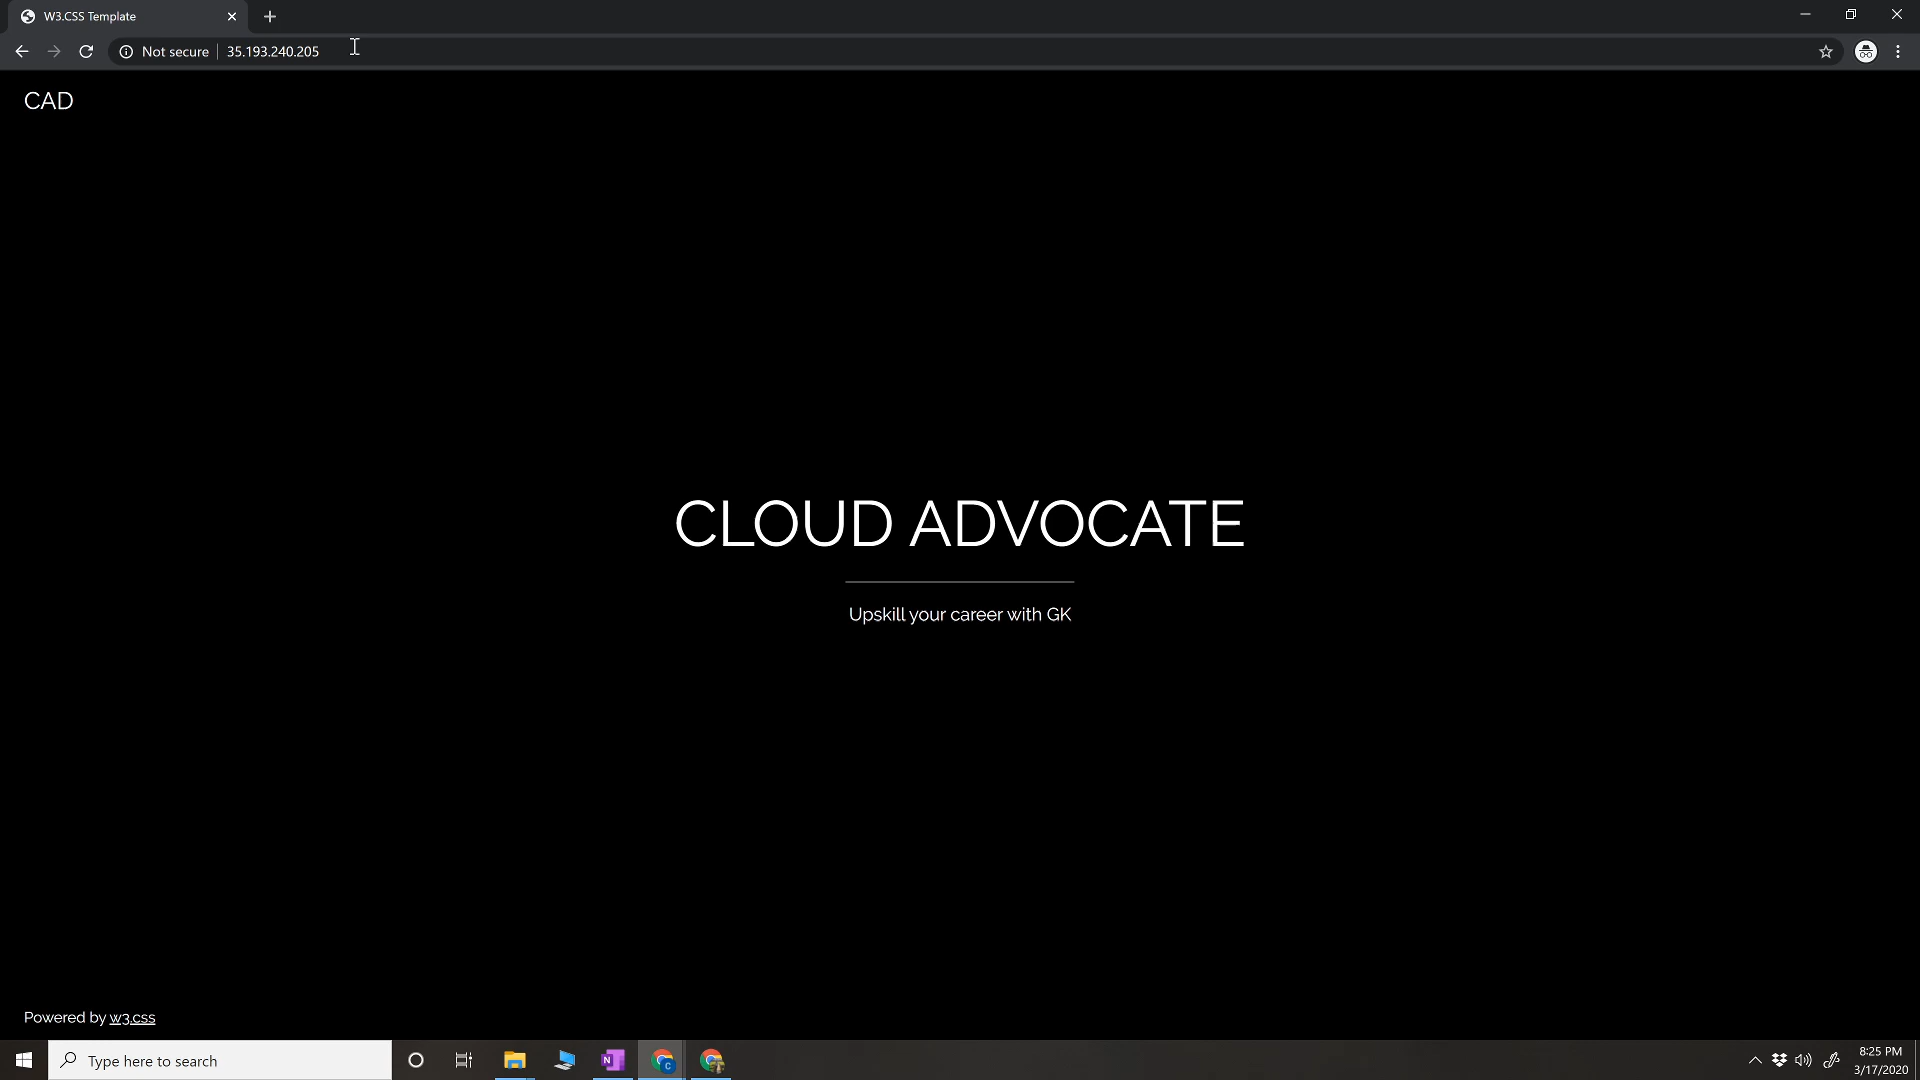 W3.CSS Template
Not secure
35.193.240.205
CAD
CLOUD ADVOCATE
Upskill your career with GK
Powered by w3.css
Type here to search
N
C
8:25 PM
3/17/2020